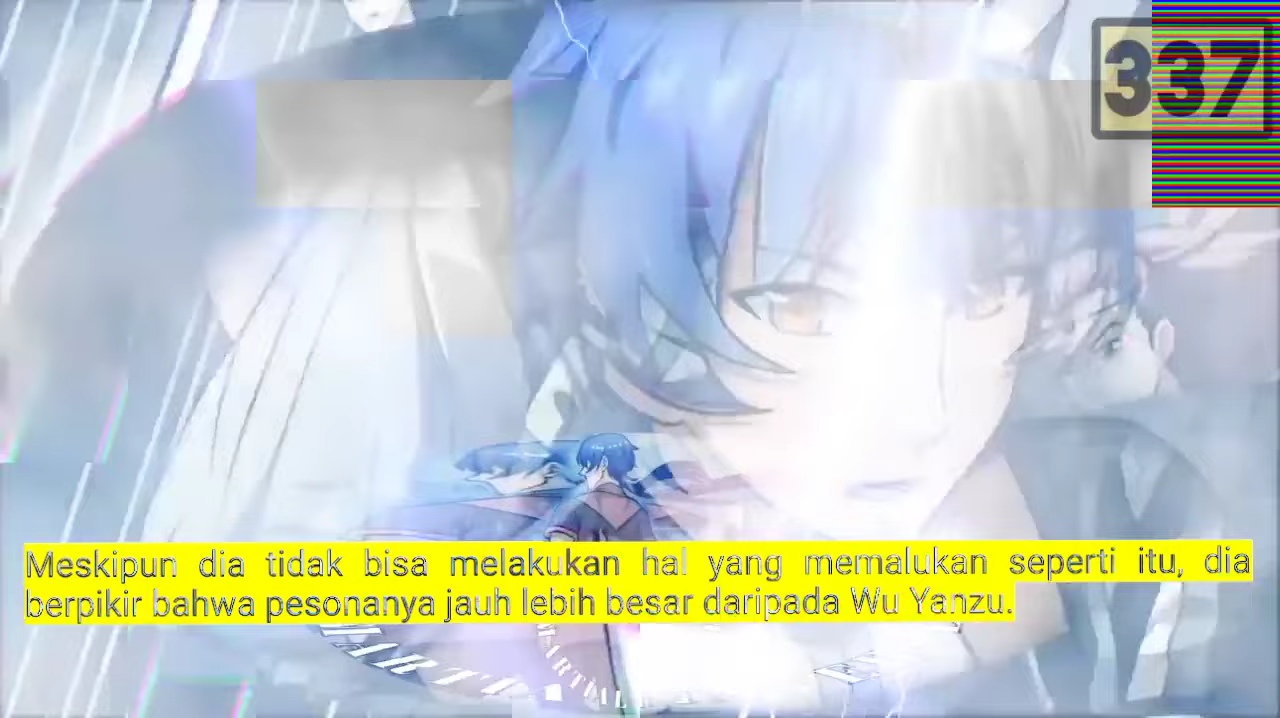 337
Meskipun dia tidak bisa melakukan hal yang memalukan seperti itu, dia
berpikir bahwa pesonanya jauh lebih besar daripada Wu Yanzu.